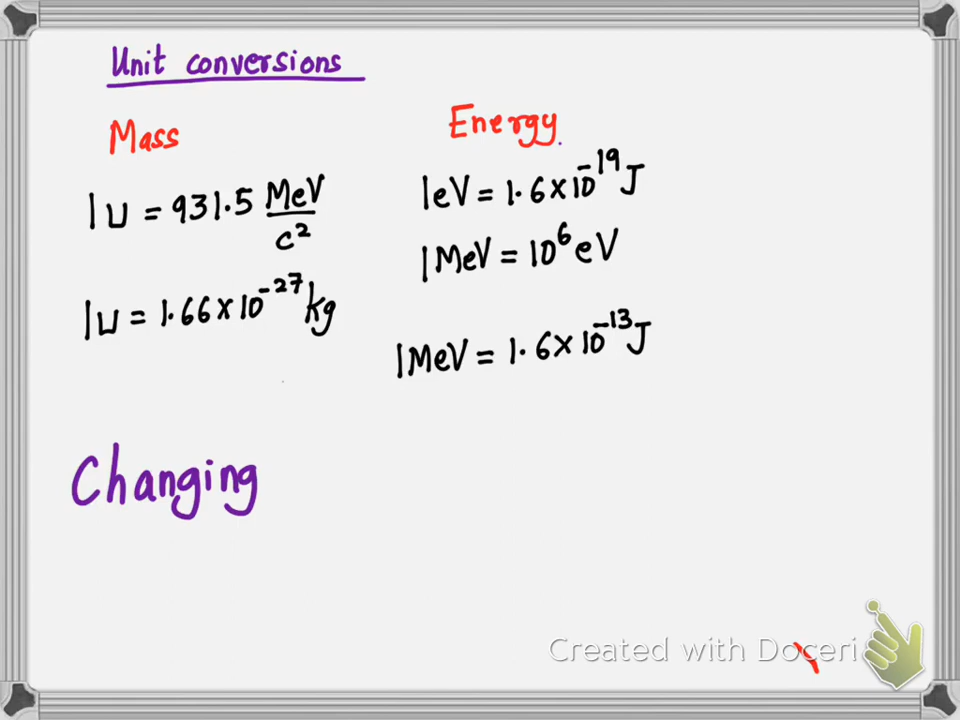 Unit conversions
Mass
Energy
1u = 931.5 MeV/c²
1eV = 1.6×10⁻¹⁹J
1MeV = 10⁶eV
1u = 1.66×10⁻²⁷kg
1MeV = 1.6×10⁻¹³J
Changing
Created with Doceri